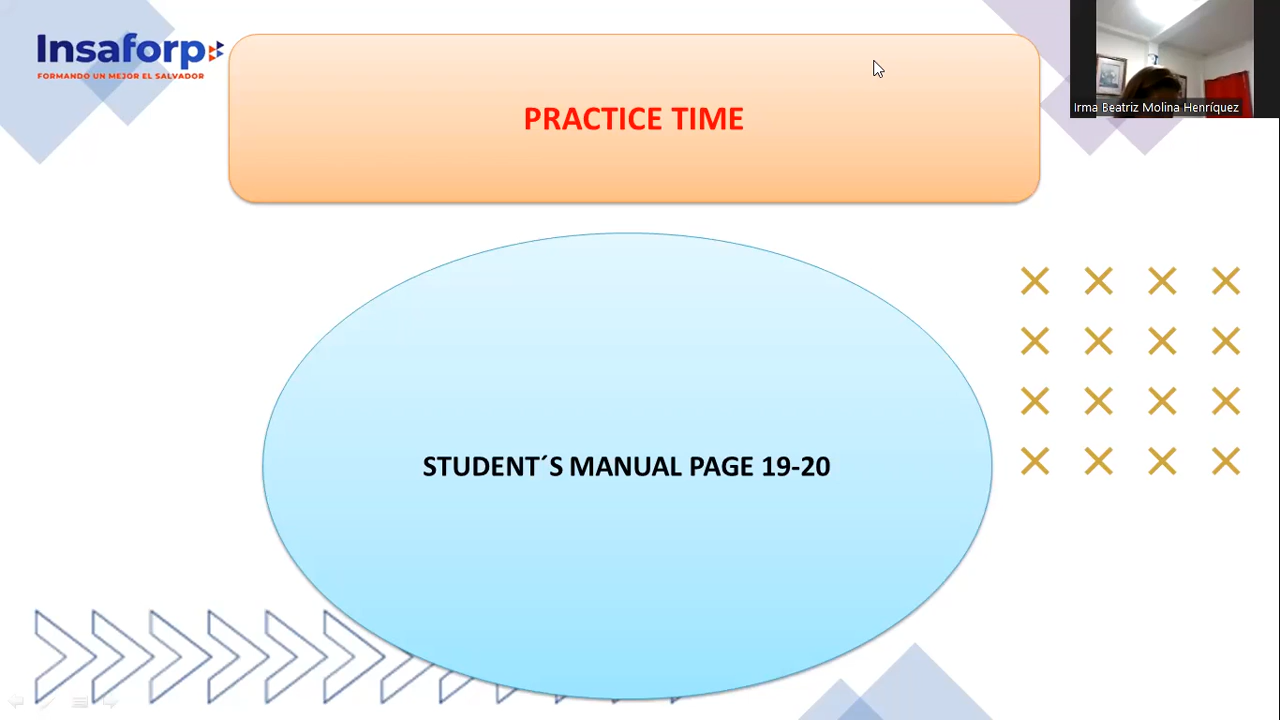 Insaforp
FORMANDO UN MEJOR EL SALVADOR
PRACTICE TIME
Irma Beatriz Molina Henríquez
STUDENT´S MANUAL PAGE 19-20